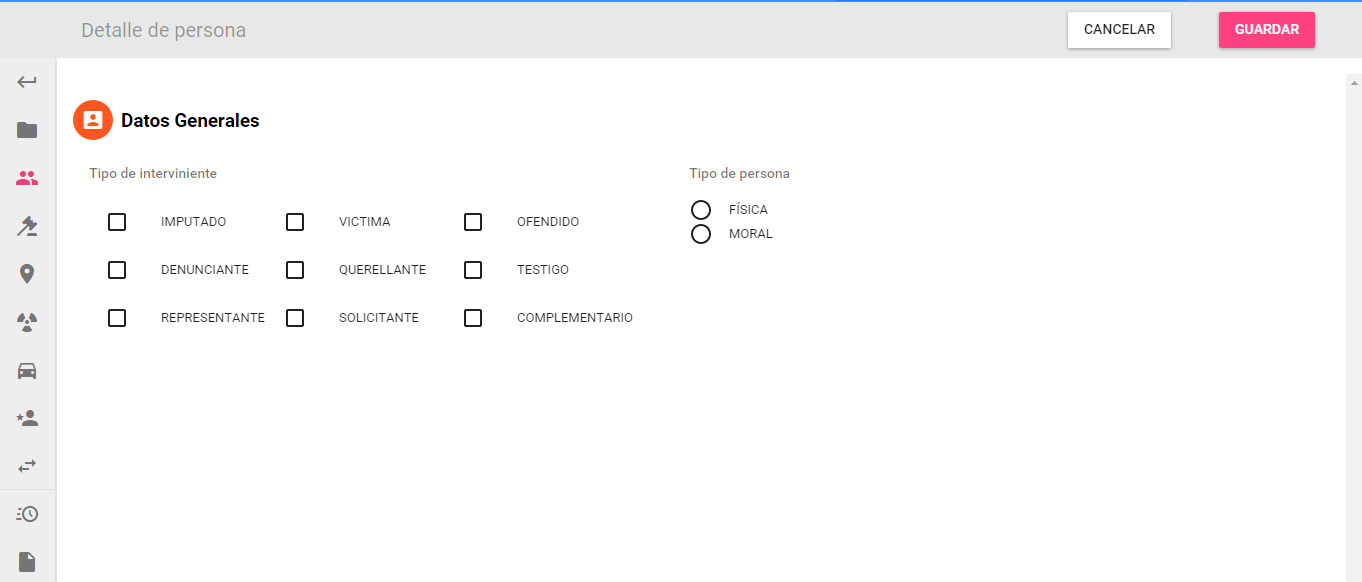 Detalle de persona
CANCELAR
GUARDAR
Datos Generales
Tipo de interviniente
Tipo de persona
IMPUTADO
VICTIMA
OFENDIDO
FÍSICA
MORAL
DENUNCIANTE
QUERELLANTE
TESTIGO
REPRESENTANTE
SOLICITANTE
COMPLEMENTARIO